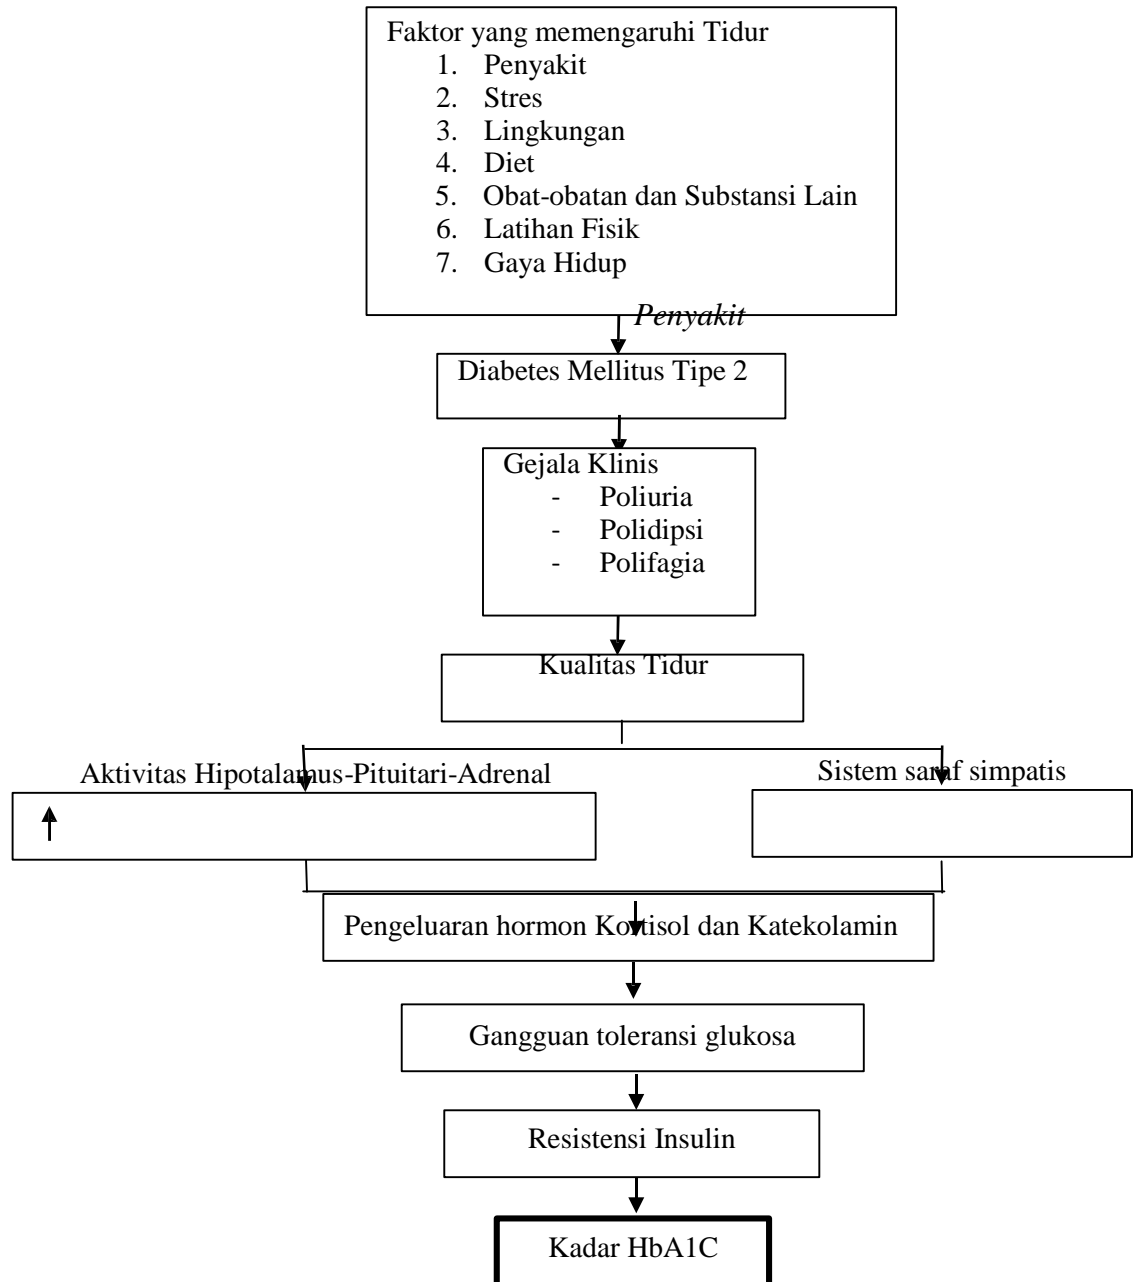 Faktor yang memengaruhi Tidur
1. Penyakit
2. Stres
3. Lingkungan
4. Diet
5. Obat-obatan dan Substansi Lain
6. Latihan Fisik
7. Gaya Hidup
Penyakit
Diabetes Mellitus Tipe 2
Gejala Klinis
- Poliuria
- Polidipsi
- Polifagia
Kualitas Tidur
Aktivitas Hipotalamus-Pituitari-Adrenal
Sistem saraf simpatis
Pengeluaran hormon Kortisol dan Katekolamin
Gangguan toleransi glukosa
Resistensi Insulin
Kadar HbA1C